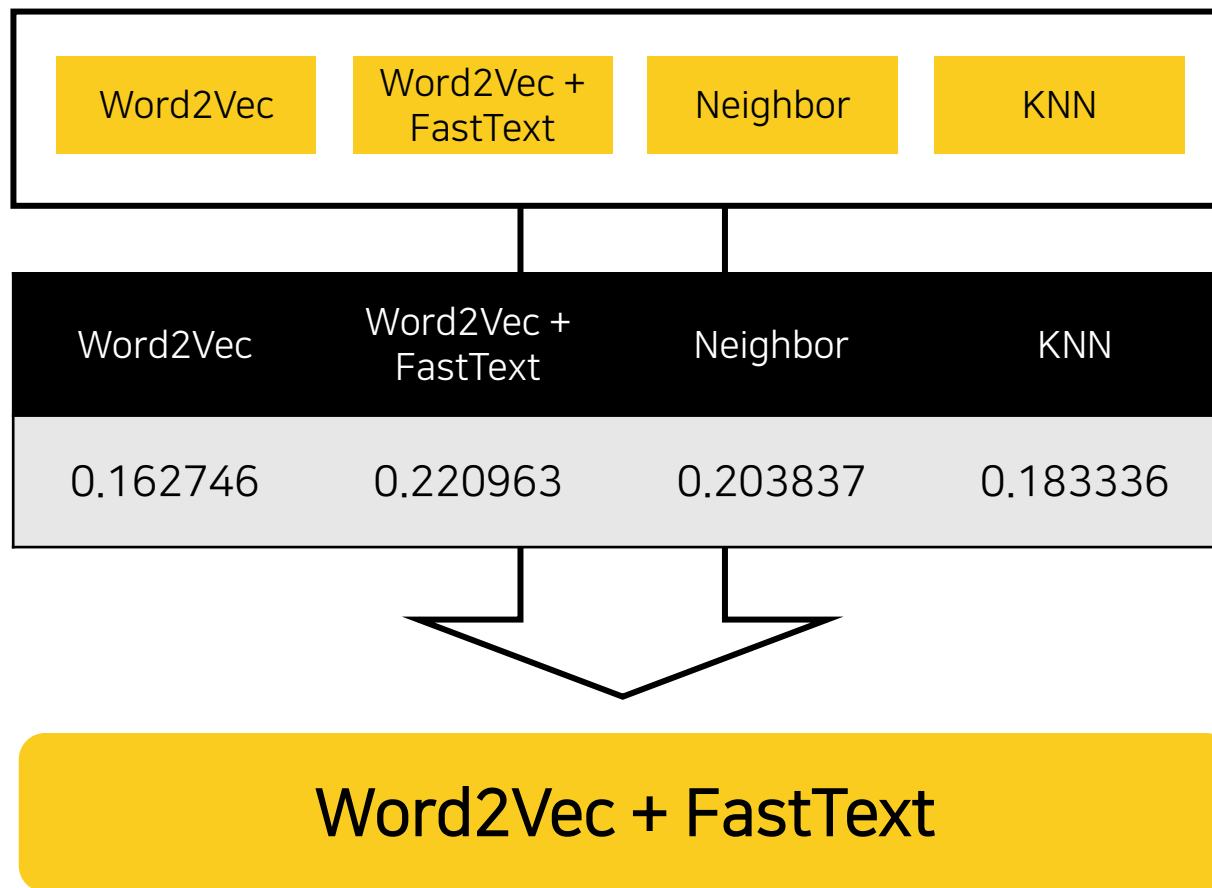 Word2Vec
Word2Vec +
FastText
Neighbor
KNN
Word2Vec
Word2Vec +
FastText
Neighbor
KNN
0.162746
0.220963
0.203837
0.183336
Word2Vec + FastText